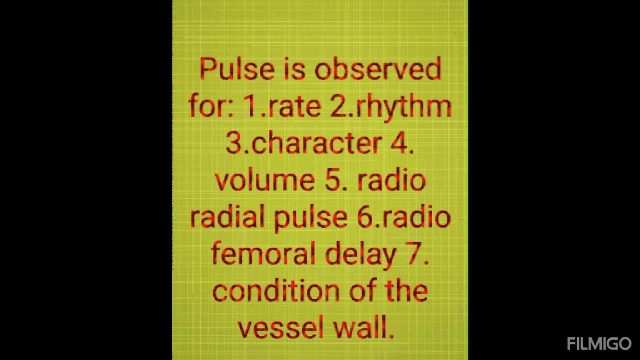 Pulse is observed
for: 1.rate 2.rhythm
3.character 4.
volume 5. radio
radial pulse 6.radio
femoral delay 7.
condition of the
vessel wall.
FILMIGO